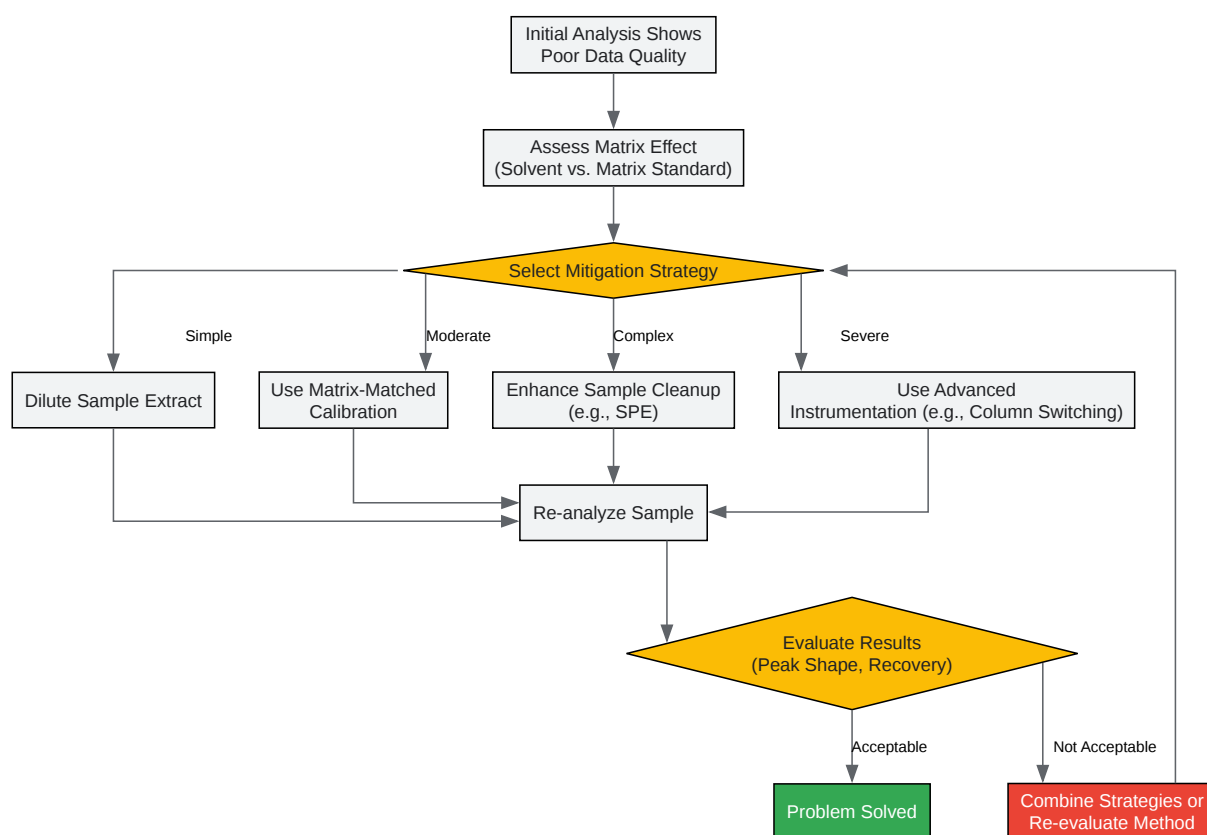 Initial Analysis Shows
Poor Data Quality
Assess Matrix Effect
(Solvent vs. Matrix Standard)
Select Mitigation Strategy
Simple
Moderate
Complex
Severe
Dilute Sample Extract
Use Matrix-Matched
Calibration
Enhance Sample Cleanup
(e.g., SPE)
Use Advanced
Instrumentation (e.g., Column Switching)
Re-analyze Sample
Evaluate Results
(Peak Shape, Recovery)
Acceptable
Not Acceptable
Problem Solved
Combine Strategies or
Re-evaluate Method